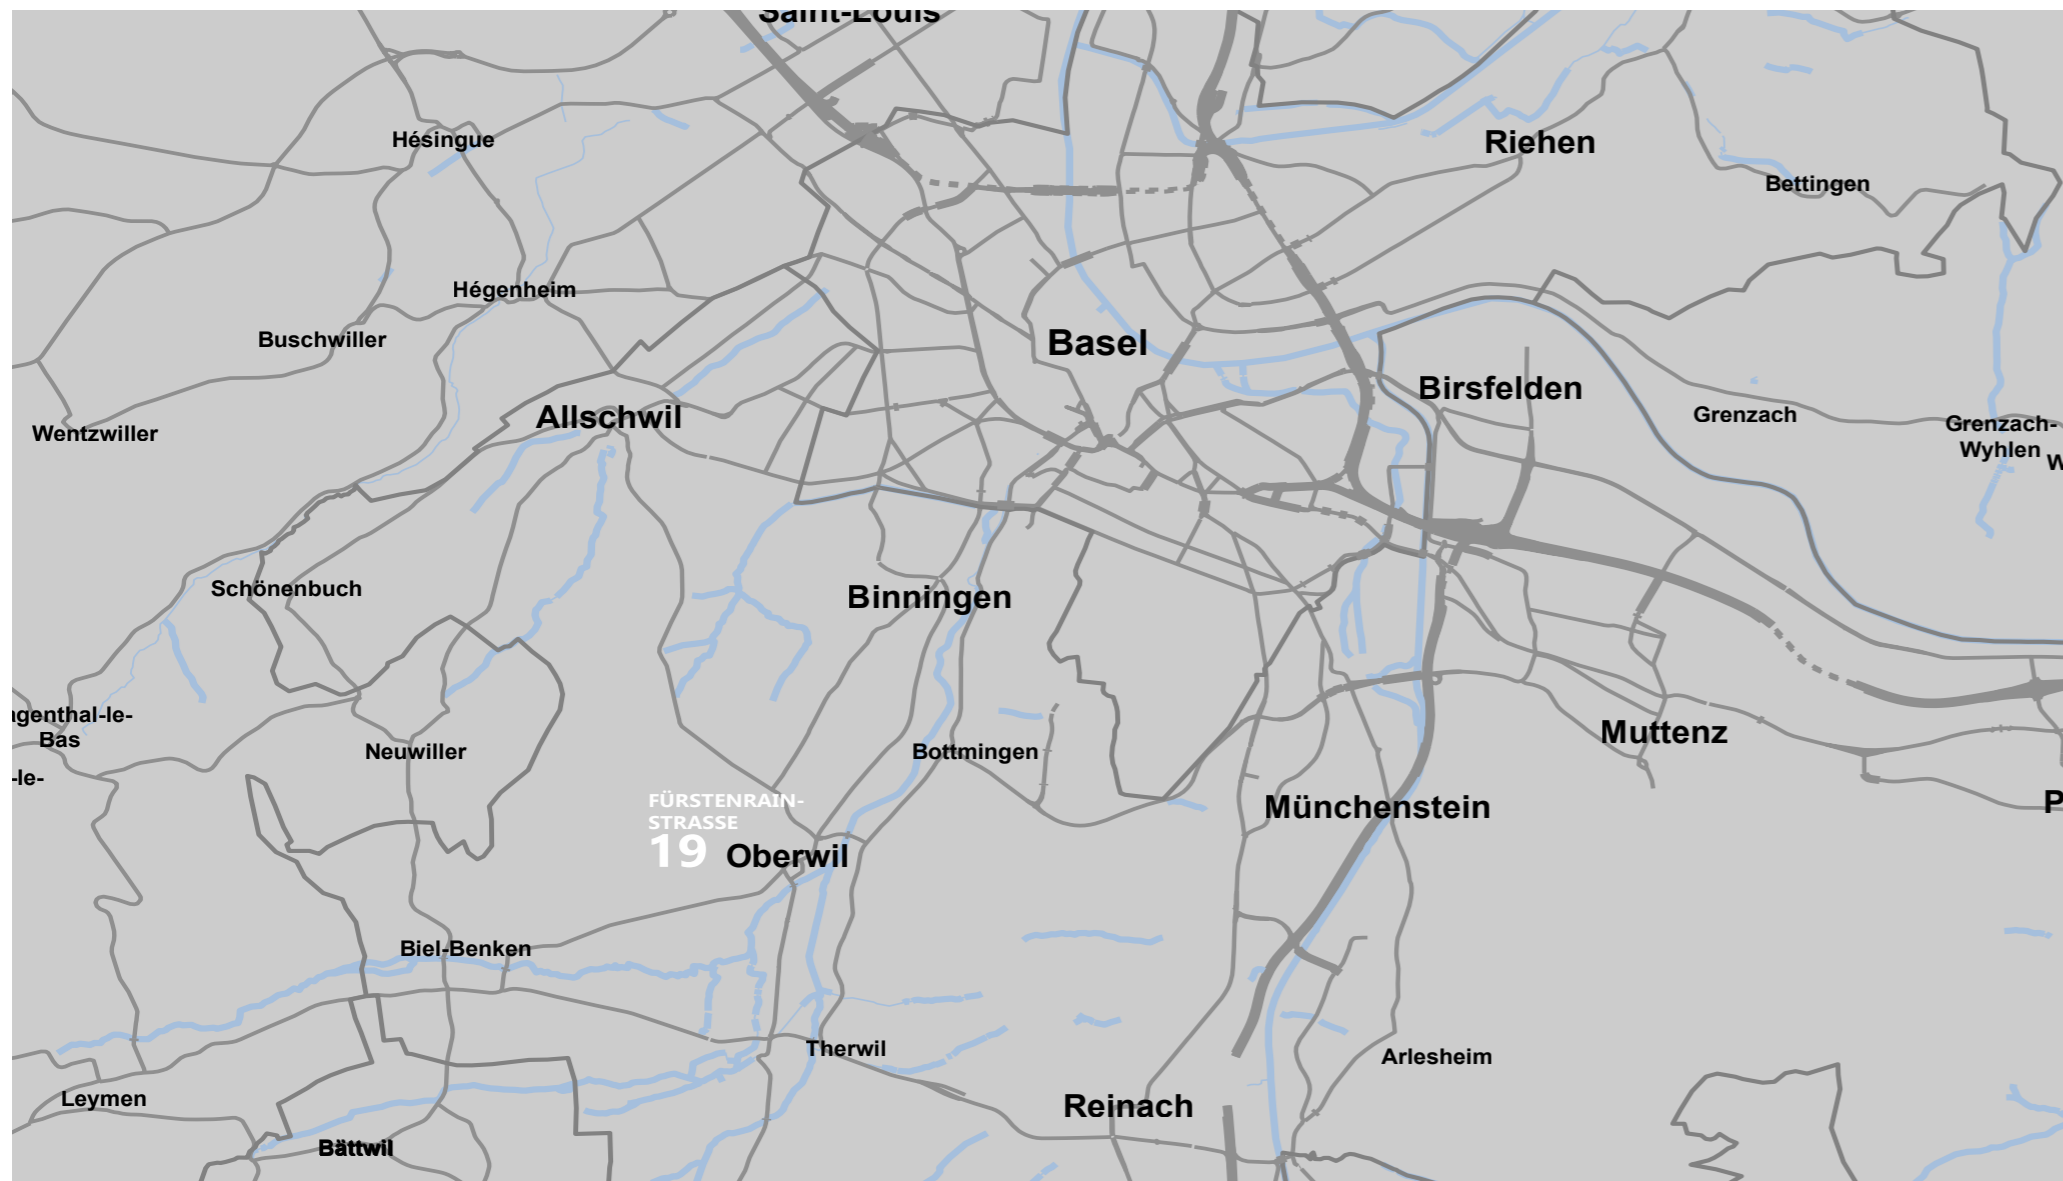 Saint-Louis
Hésingue
Riehen
Bettingen
Hégenheim
Buschwiller
Basel
Birsfelden
Allschwil
Grenzach
Wentzwiller
Grenzach-
Wyhlen
W
Schönenbuch
Binningen
agenthal-le-
Bas
-le-
Neuwiller
Bottmingen
Muttenz
FÜRSTENRAIN-
STRASSE
19
Oberwil
Münchenstein
P
Biel-Benken
Therwil
Arlesheim
Leymen
Reinach
Bättwil